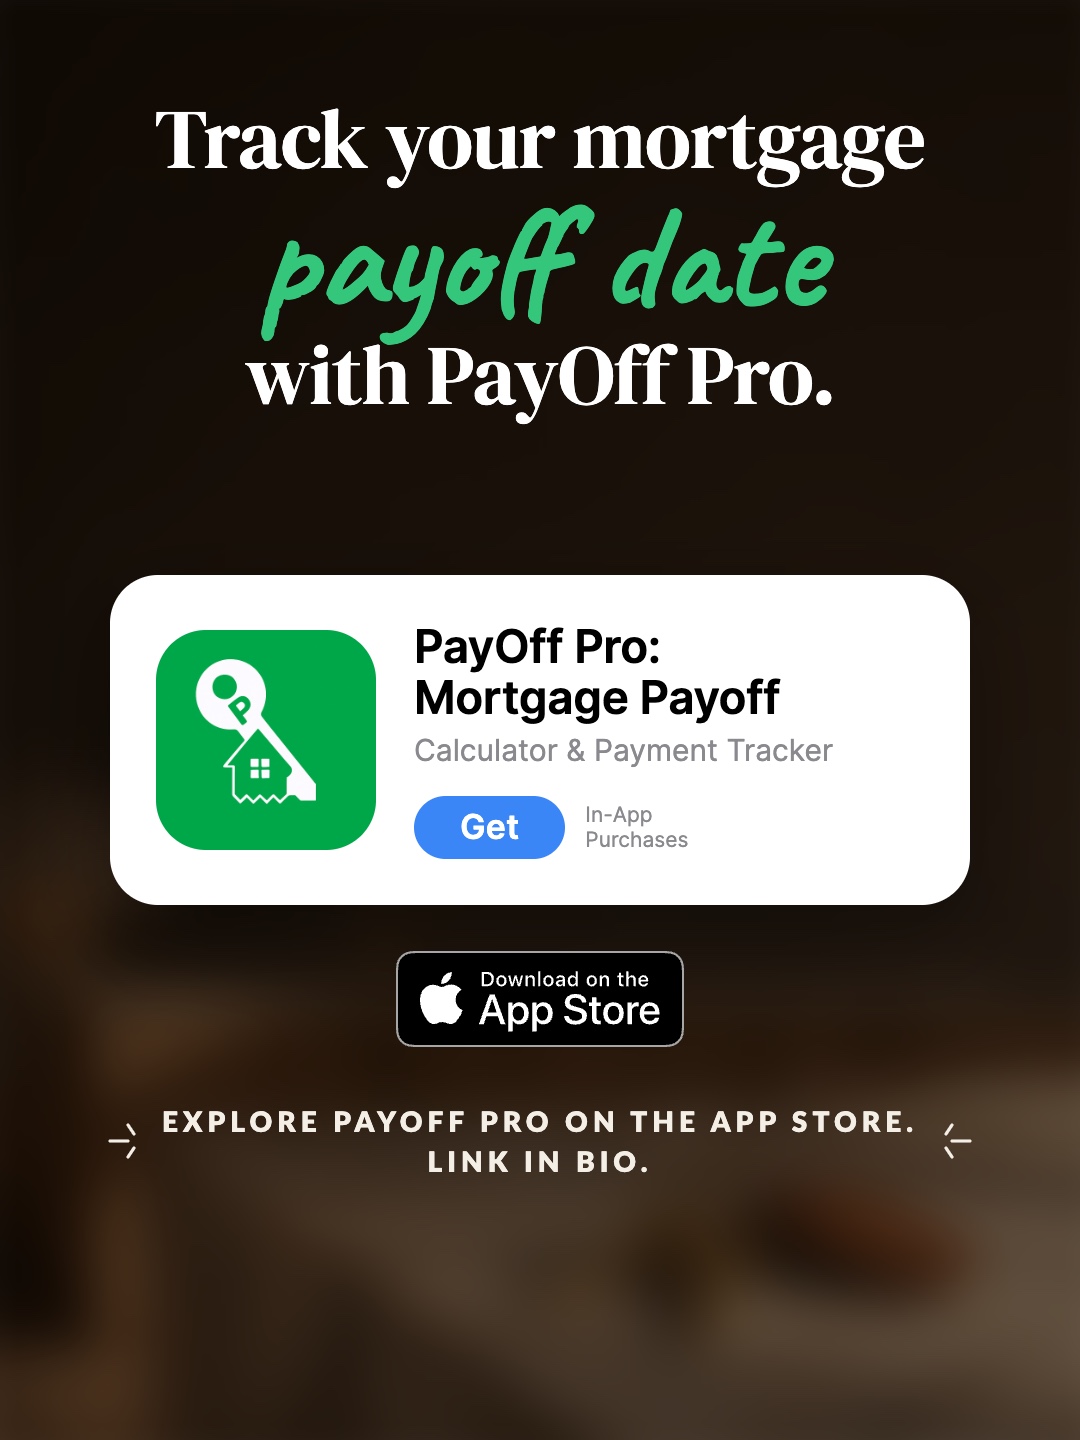 Track your mortgage
payoff date
with PayOff Pro.
P
PayOff Pro:
Mortgage Payoff
Calculator & Payment Tracker
Get
In-App
Purchases
Download on the
App Store
EXPLORE PAYOFF PRO ON THE APP STORE.
LINK IN BIO.